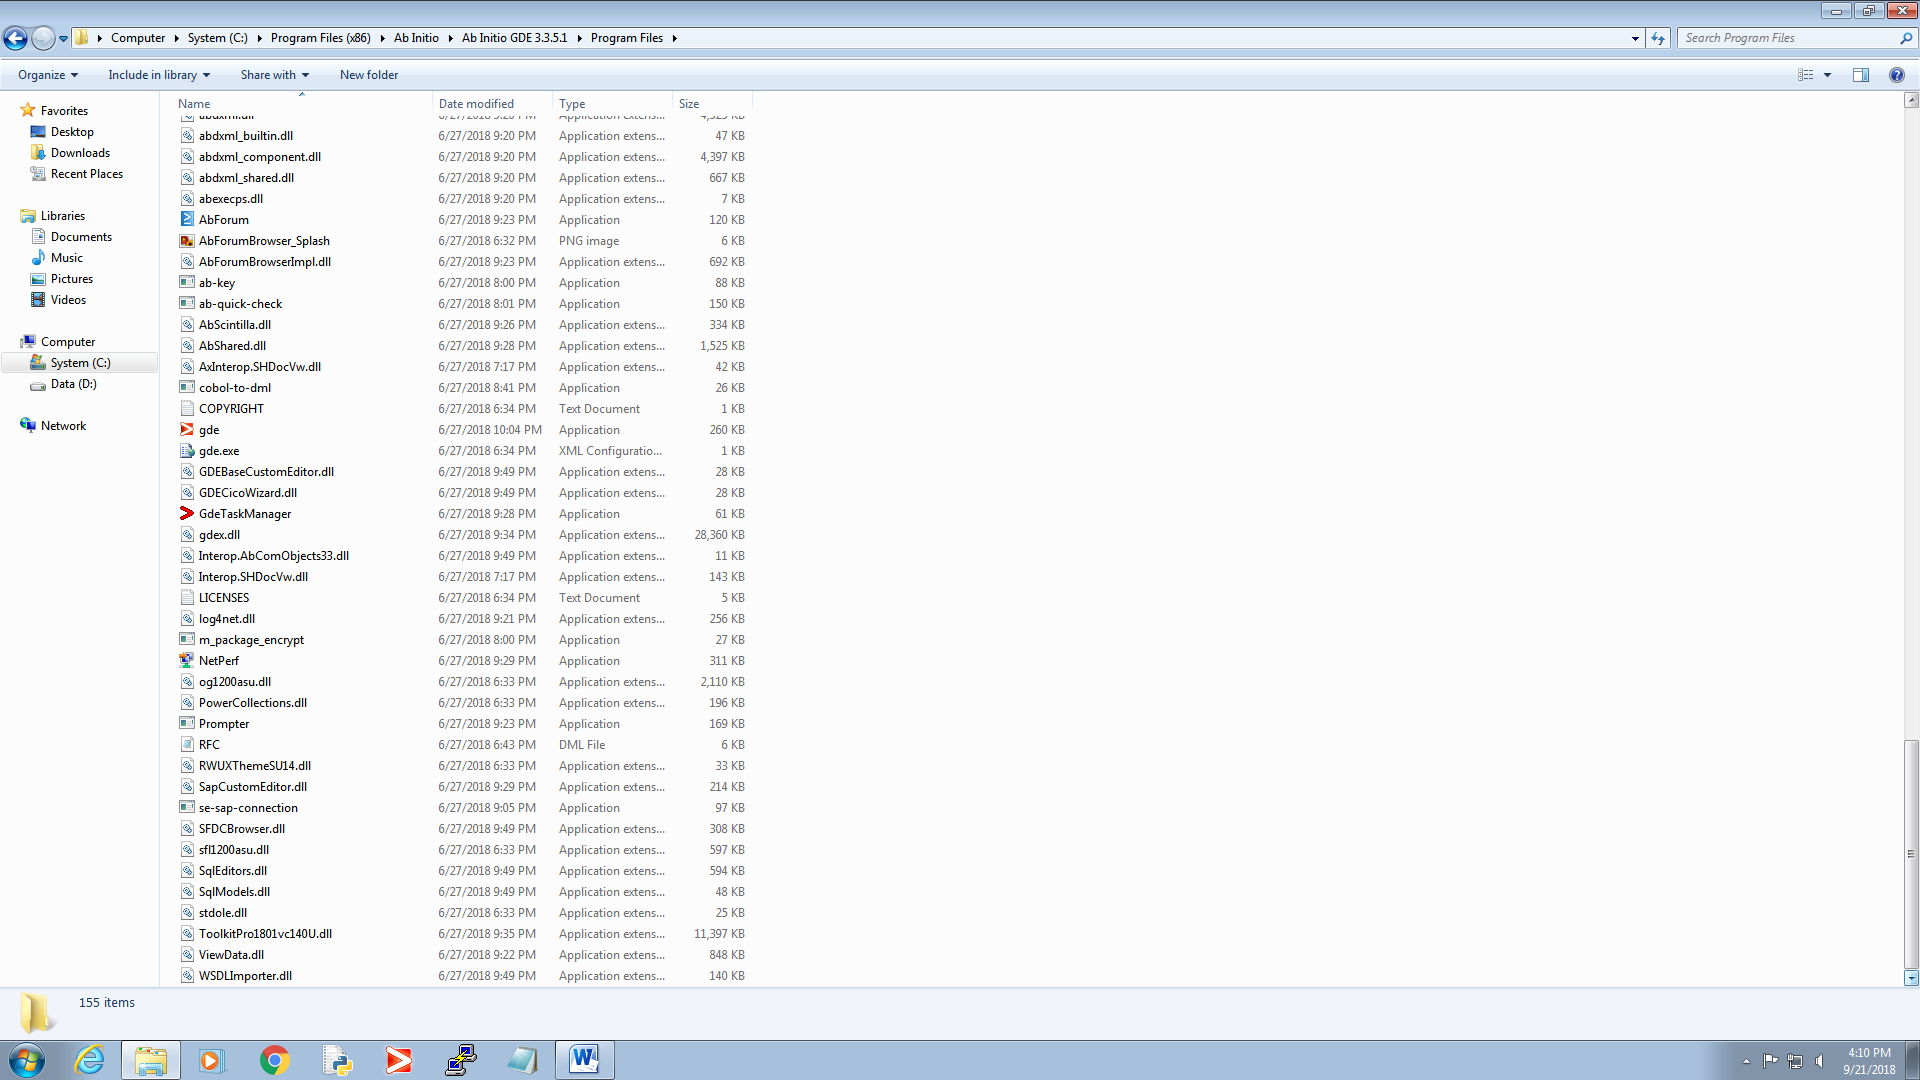 Computer System (C:) Program Files (x86) Ab Initio Ab Initio GDE 3.3.5.1 Program Files Search Program Files
Organize Include in library Share with New folder
Name Date modified Type Size
Favorites
Desktop
Downloads
Recent Places
Libraries
Documents
Music
Pictures
Videos
Computer
System (C:)
Data (D:)
Network
abdxml.dll 6/27/2018 9:20 PM Application extens... 4,325 KB
abdxml_builtin.dll 6/27/2018 9:20 PM Application extens... 47 KB
abdxml_component.dll 6/27/2018 9:20 PM Application extens... 4,397 KB
abdxml_shared.dll 6/27/2018 9:20 PM Application extens... 667 KB
abexecps.dll 6/27/2018 9:20 PM Application extens... 7 KB
AbForum 6/27/2018 9:23 PM Application 120 KB
AbForumBrowser_Splash 6/27/2018 6:32 PM PNG image 6 KB
AbForumBrowserImpl.dll 6/27/2018 9:23 PM Application extens... 692 KB
ab-key 6/27/2018 8:00 PM Application 88 KB
ab-quick-check 6/27/2018 8:01 PM Application 150 KB
AbScintilla.dll 6/27/2018 9:26 PM Application extens... 334 KB
AbShared.dll 6/27/2018 9:28 PM Application extens... 1,525 KB
AxInterop.SHDocVw.dll 6/27/2018 7:17 PM Application extens... 42 KB
cobol-to-dml 6/27/2018 8:41 PM Application 26 KB
COPYRIGHT 6/27/2018 6:34 PM Text Document 1 KB
gde 6/27/2018 10:04 PM Application 260 KB
gde.exe 6/27/2018 6:34 PM XML Configuratio... 1 KB
GDEBaseCustomEditor.dll 6/27/2018 9:49 PM Application extens... 28 KB
GDECicoWizard.dll 6/27/2018 9:49 PM Application extens... 28 KB
GdeTaskManager 6/27/2018 9:28 PM Application 61 KB
gdex.dll 6/27/2018 9:34 PM Application extens... 28,360 KB
Interop.AbComObjects33.dll 6/27/2018 9:49 PM Application extens... 11 KB
Interop.SHDocVw.dll 6/27/2018 7:17 PM Application extens... 143 KB
LICENSES 6/27/2018 6:34 PM Text Document 5 KB
log4net.dll 6/27/2018 9:21 PM Application extens... 256 KB
m_package_encrypt 6/27/2018 8:00 PM Application 27 KB
NetPerf 6/27/2018 9:29 PM Application 311 KB
og1200asu.dll 6/27/2018 6:33 PM Application extens... 2,110 KB
PowerCollections.dll 6/27/2018 6:33 PM Application extens... 196 KB
Prompter 6/27/2018 9:23 PM Application 169 KB
RFC 6/27/2018 6:43 PM DML File 6 KB
RWUXThemeSU14.dll 6/27/2018 6:33 PM Application extens... 33 KB
SapCustomEditor.dll 6/27/2018 9:29 PM Application extens... 214 KB
se-sap-connection 6/27/2018 9:05 PM Application 97 KB
SFDCBrowser.dll 6/27/2018 9:49 PM Application extens... 308 KB
sfl1200asu.dll 6/27/2018 6:33 PM Application extens... 597 KB
SqlEditors.dll 6/27/2018 9:49 PM Application extens... 594 KB
SqlModels.dll 6/27/2018 9:49 PM Application extens... 48 KB
stdole.dll 6/27/2018 6:33 PM Application extens... 25 KB
ToolkitPro1801vc140U.dll 6/27/2018 9:35 PM Application extens... 11,397 KB
ViewData.dll 6/27/2018 9:22 PM Application extens... 848 KB
WSDLImporter.dll 6/27/2018 9:49 PM Application extens... 140 KB
155 items
4:10 PM
9/21/2018